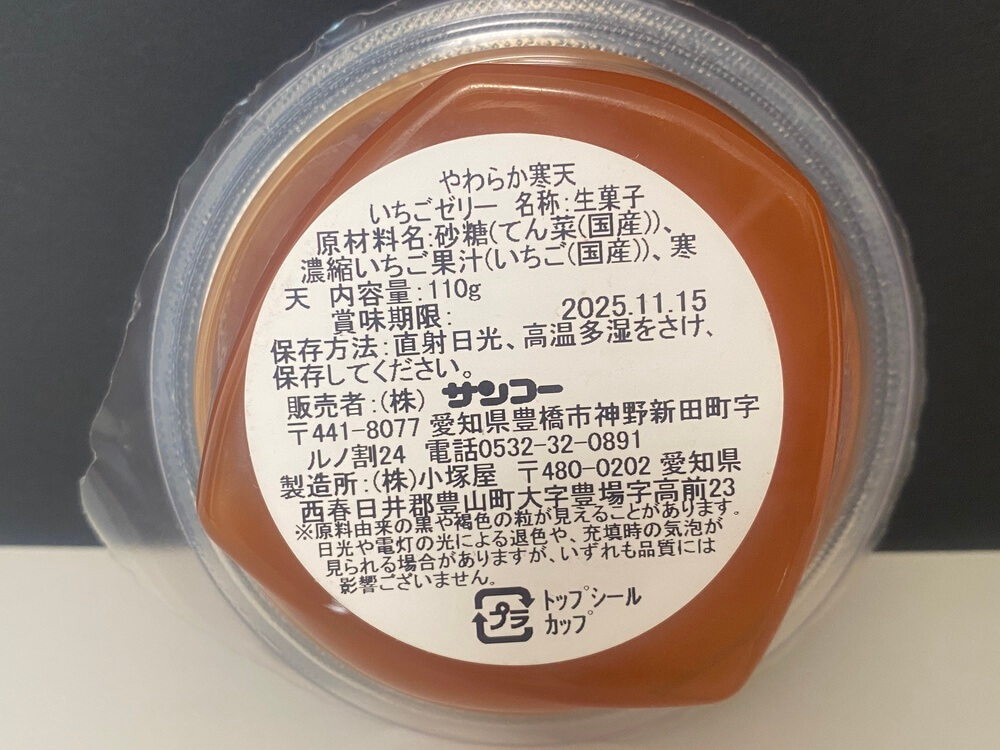 やわらか寒天
いちごゼリー 名称:生菓子
原材料名:砂糖(てん菜(国産))、
濃縮いちご果汁(いちご(国産))、寒
天 内容量:110g
賞味期限: 2025.11.15
保存方法:直射日光、高温多湿をさけ、
保存してください。
販売者:(株) サンコー
〒441-8077 愛知県豊橋市神野新田町字
ルノ割24 電話0532-32-0891
製造所:(株)小塚屋 〒480-0202 愛知県
西春日井郡豊山町大字豊場字高前23
※原料由来の黒や褐色の粒が見えることがあります。
日光や電灯の光による退色や、充填時の気泡が
見られる場合がありますが、いずれも品質には
影響ございません。
プラ トップシール
カップ